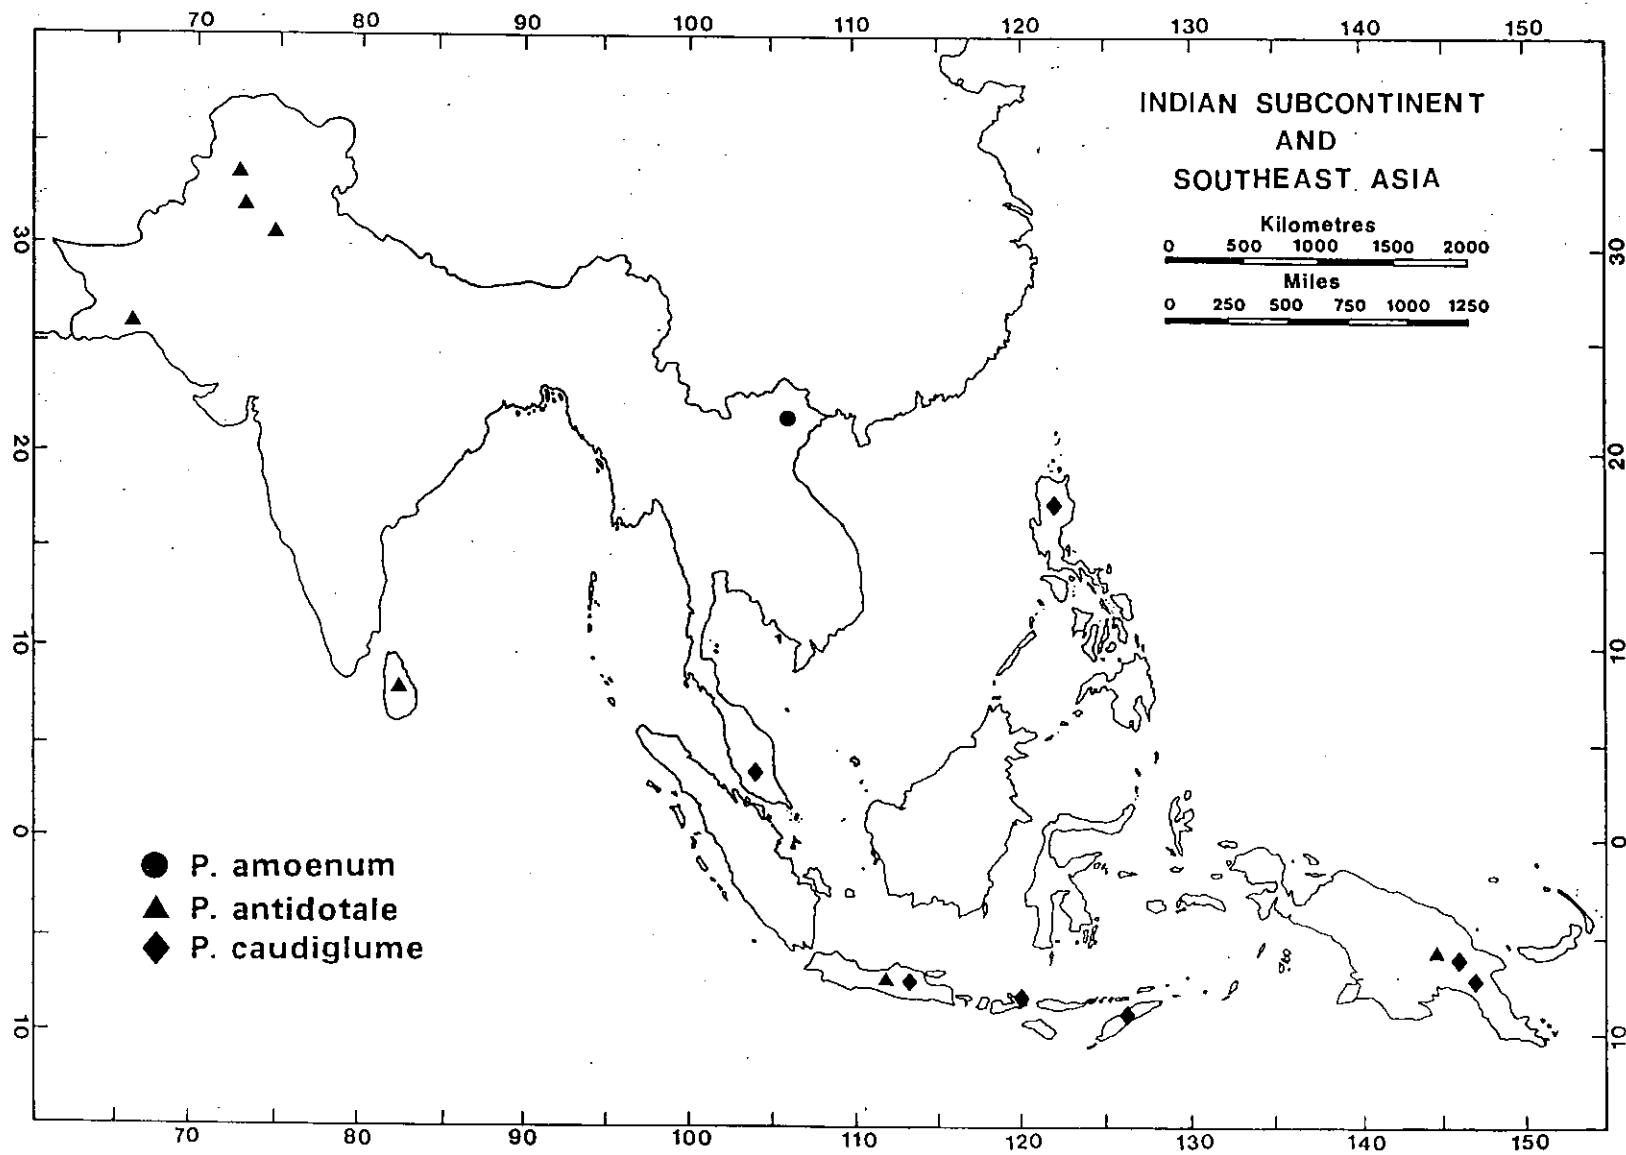 70 80 90 100 110 120 130 140 150
INDIAN SUBCONTINENT
AND
SOUTHEAST ASIA
Kilometres
0 500 1000 1500 2000
Miles
0 250 500 750 1000 1250
30 30
20 20
10 10
0 0
P. amoenum
P. antidotale
P. caudiglume
10 10
70 80 90 100 110 120 130 140 150